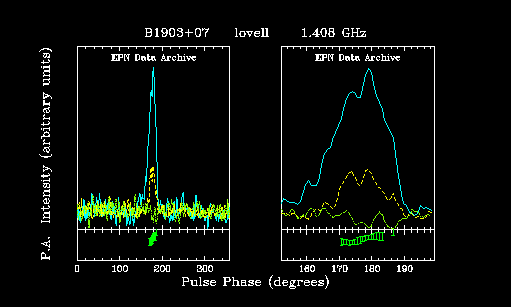 B1903+07 lovell 1.408 GHz
EPN Data Archive EPN Data Archive
P.A. Intensity (arbitrary units)
0 100 200 300 160 170 180 190
Pulse Phase (degrees)